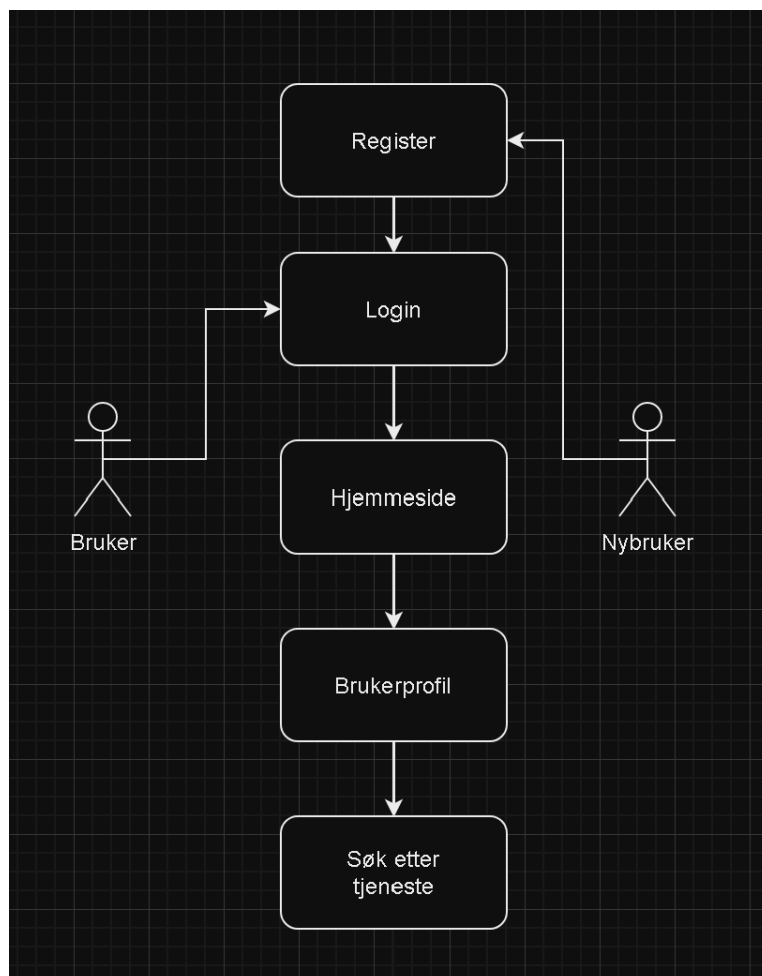 Register
Login
Hjemmeside
Bruker
Nybruker
Brukerprofil
Søk etter
tjeneste